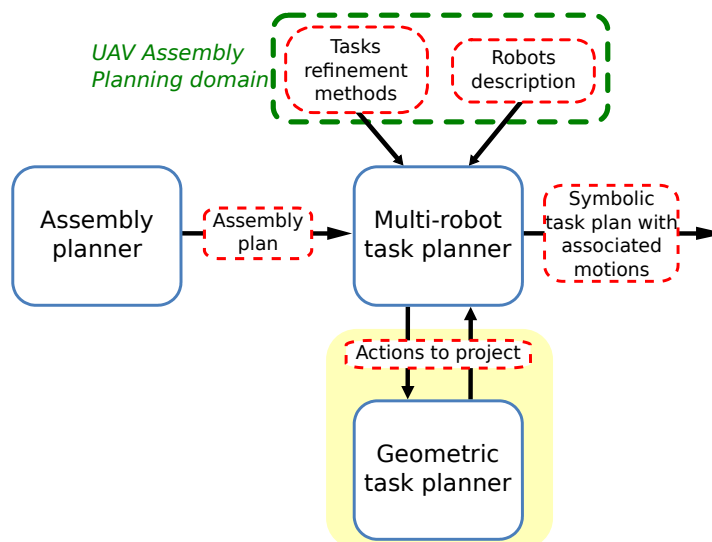 UAV Assembly
Planning domain
Tasks
refinement
methods
Robots
description
Assembly
planner
Assembly
plan
Multi-robot
task planner
Symbolic
task plan with
associated
motions
Actions to project
Geometric
task planner